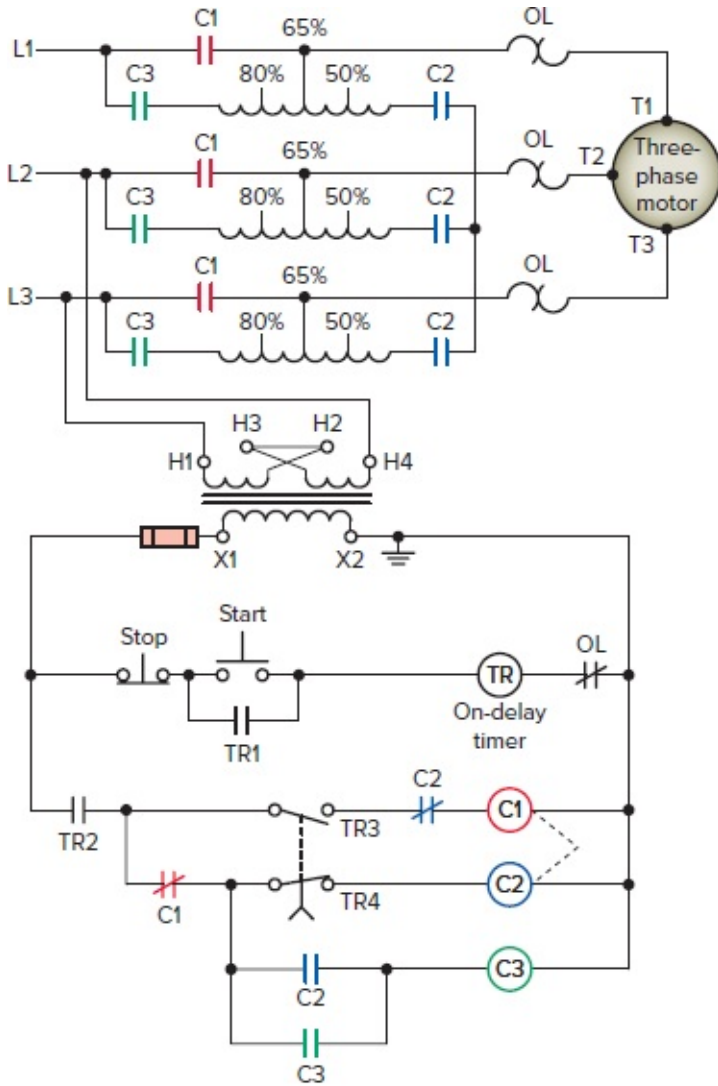 C1
65%
OL
L1
C3
80%
50%
C2
T1
C1
65%
OL
T2
Three-
phase
motor
L2
C3
80%
50%
C2
T3
C1
65%
OL
L3
C3
80%
50%
C2
H3
H2
H1
H4
X1
X2
Start
Stop
OL
TR
On-delay
timer
TR1
C2
C1
TR2
TR3
C1
TR4
C2
C2
C3
C3